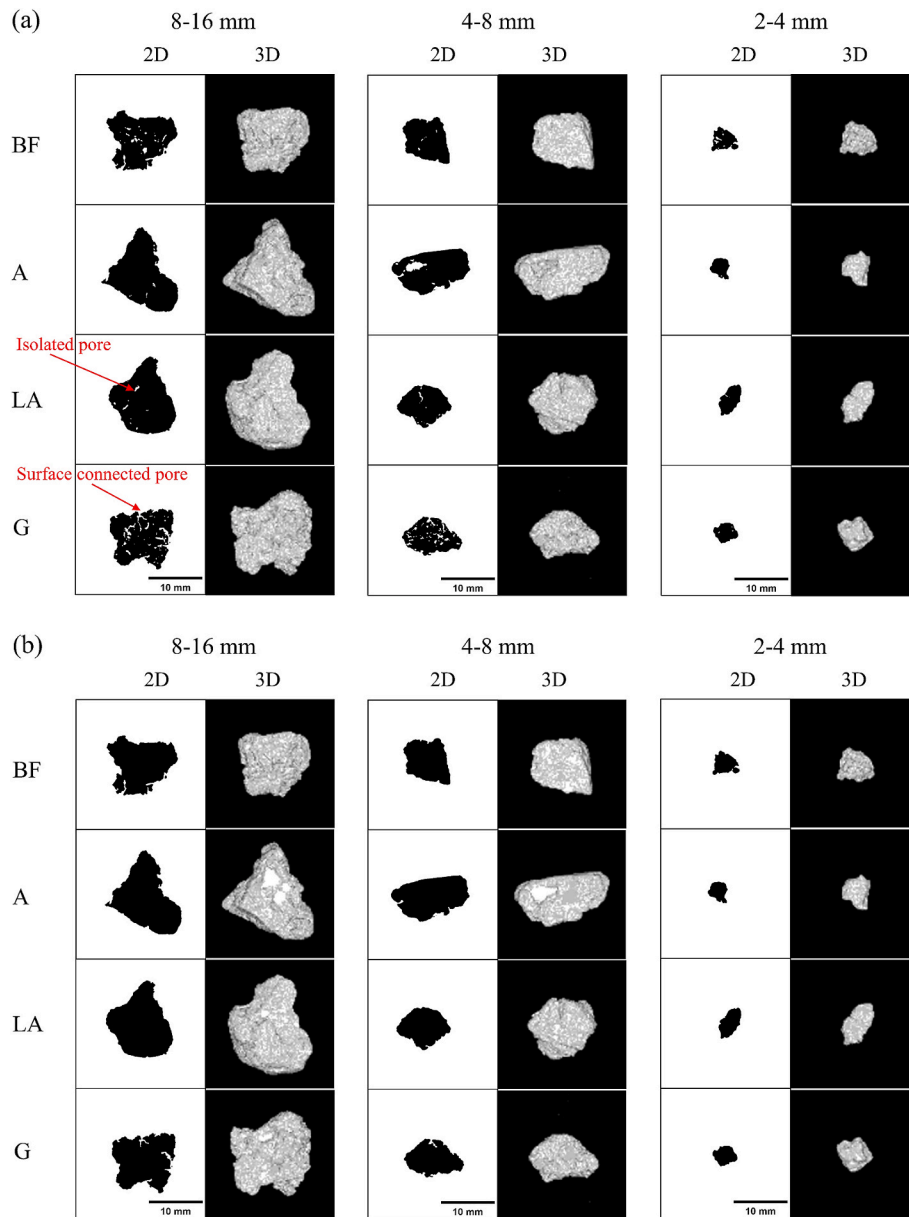 (a)
8-16 mm 4-8 mm 2-4 mm
2D 3D 2D 3D 2D 3D
BF
A
Isolated pore
LA
Surface connected pore
G
10 mm 10 mm 10 mm
(b)
8-16 mm 4-8 mm 2-4 mm
2D 3D 2D 3D 2D 3D
BF
A
LA
G
10 mm 10 mm 10 mm